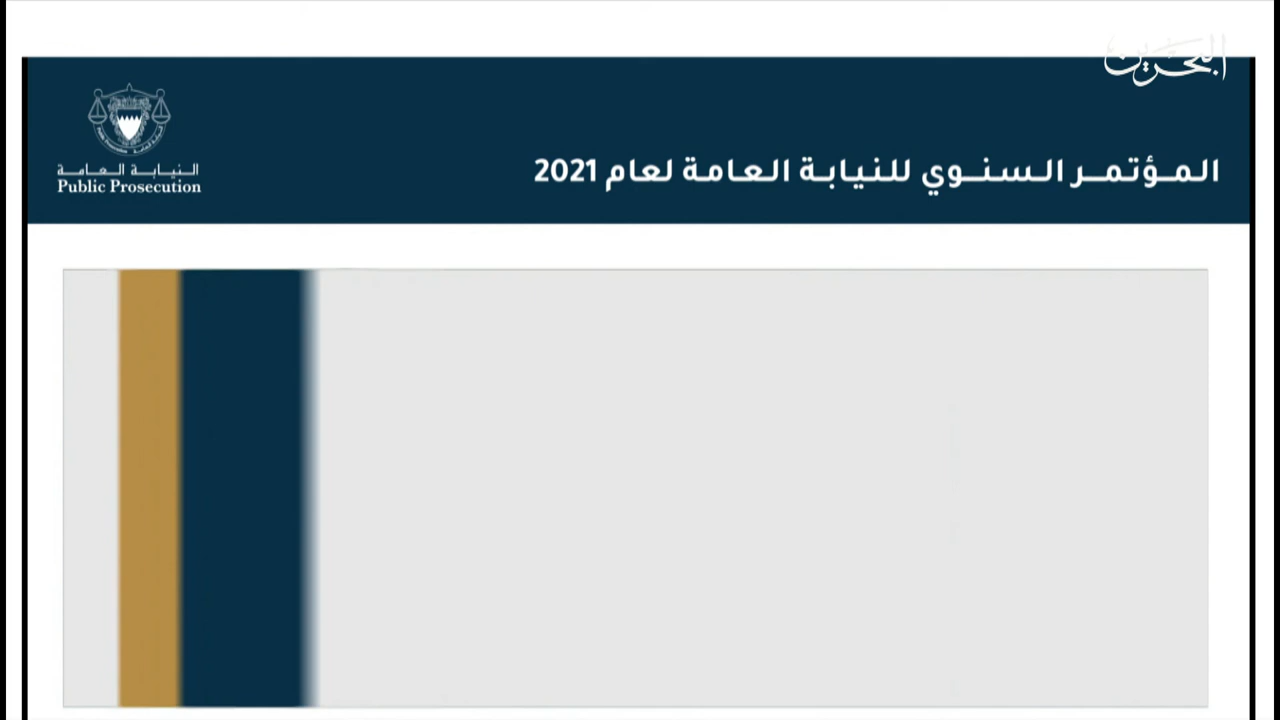 البحرين
المؤتمر السنوي للنيابة العامة لعام 2021
النيابة العامة
Public Prosecution